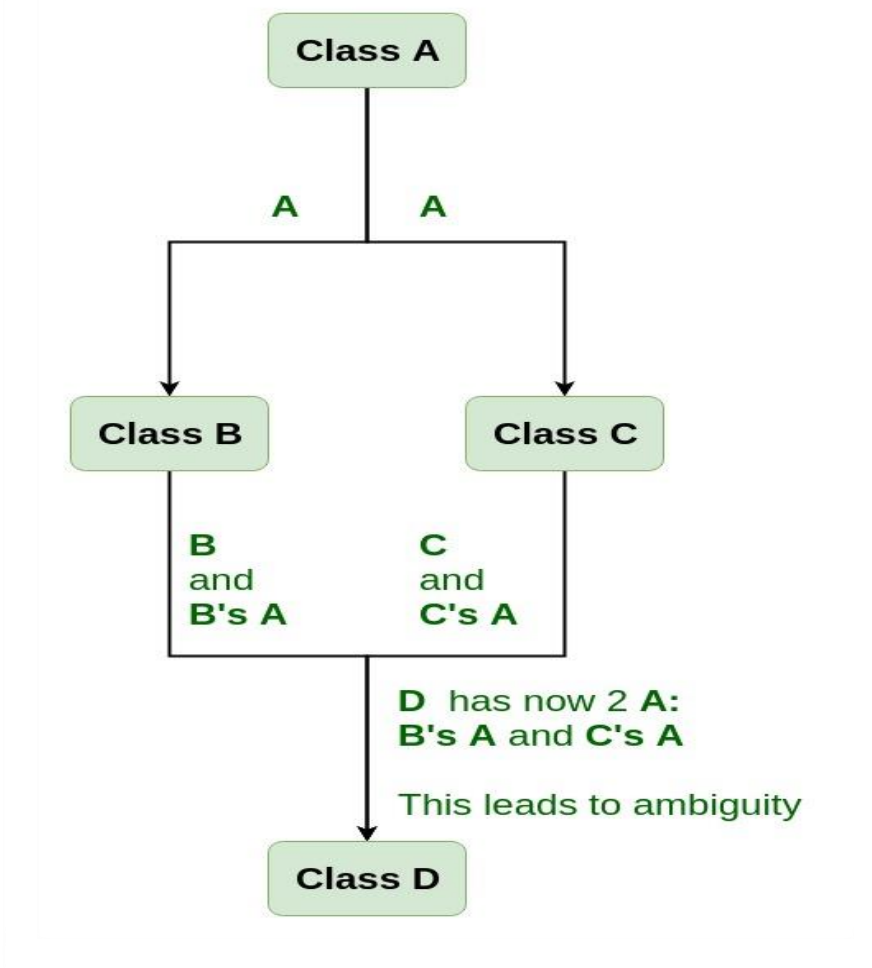 Class A
A
A
Class B
Class C
B
and
B's A
C
and
C's A
D has now 2 A:
B's A and C's A
This leads to ambiguity
Class D